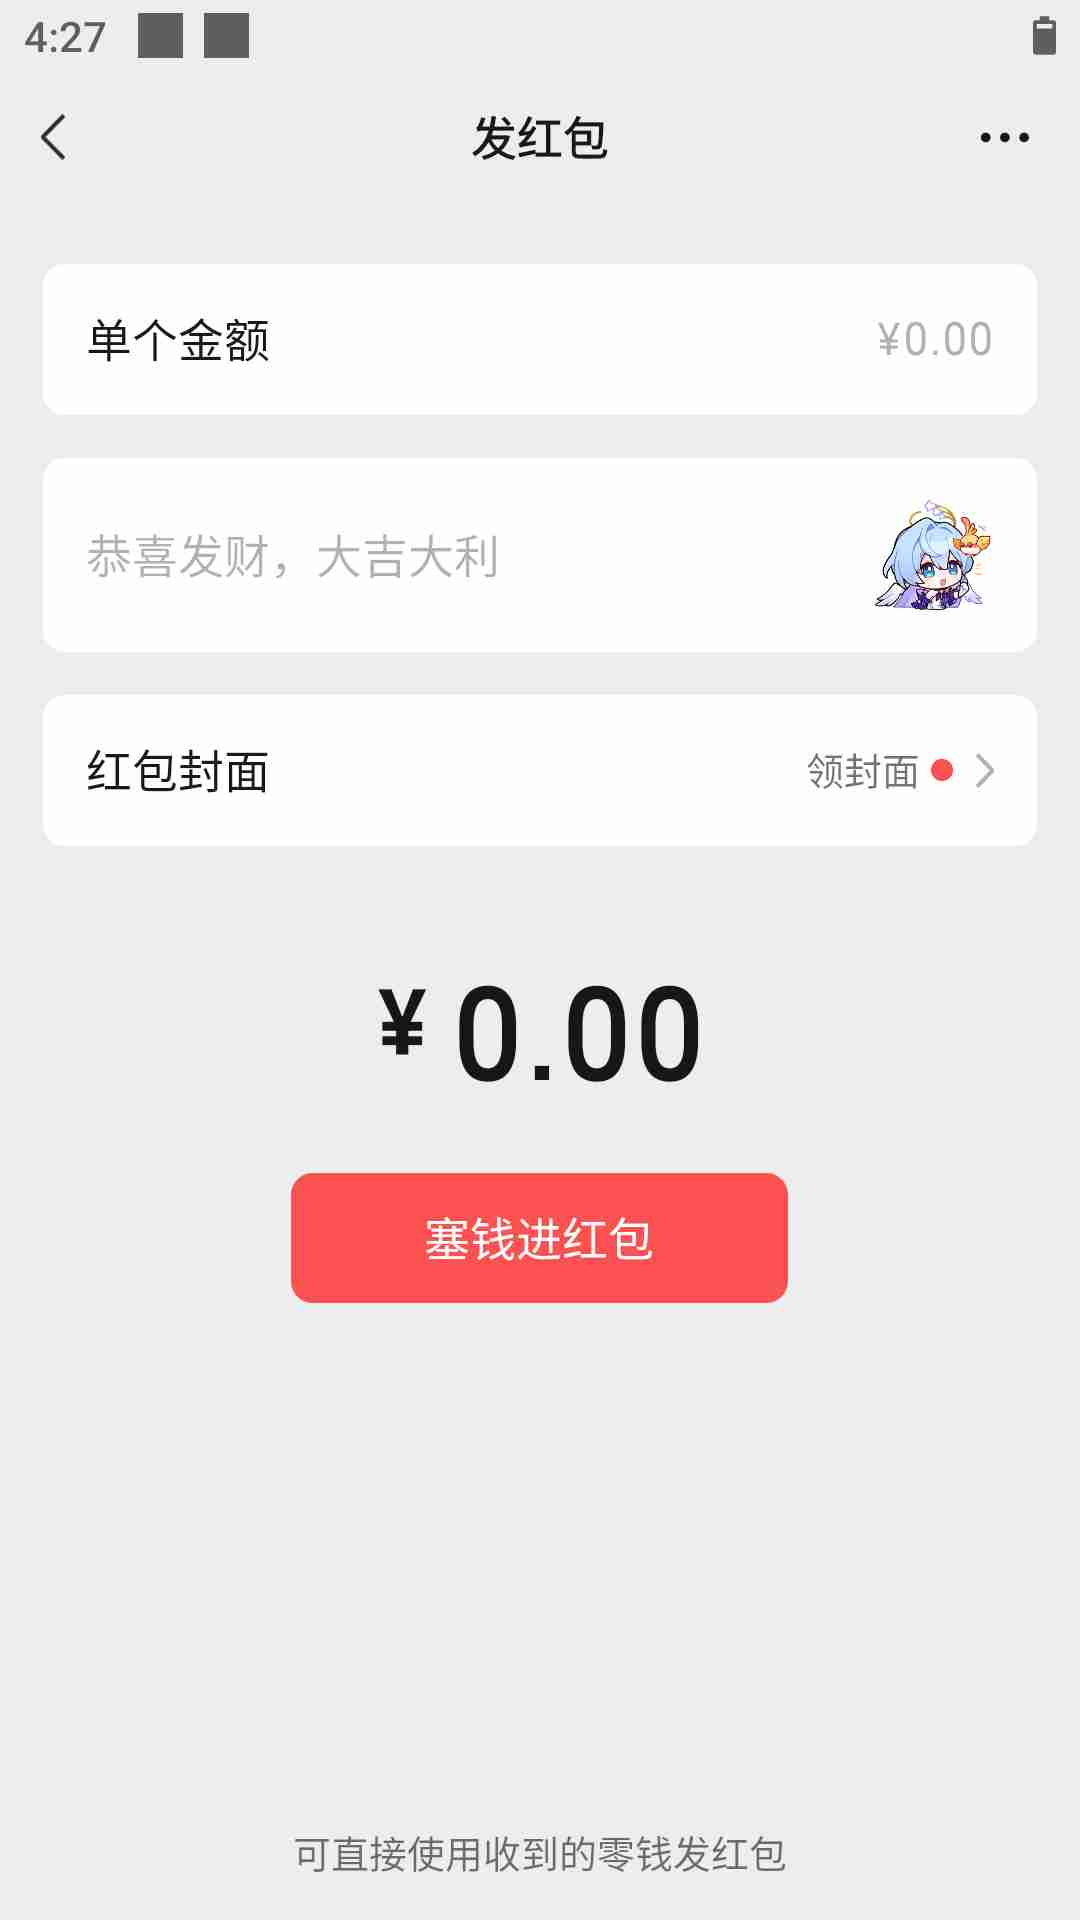 4:27
发红包
单个金额
¥0.00
恭喜发财，大吉大利
红包封面
领封面
¥0.00
塞钱进红包
可直接使用收到的零钱发红包